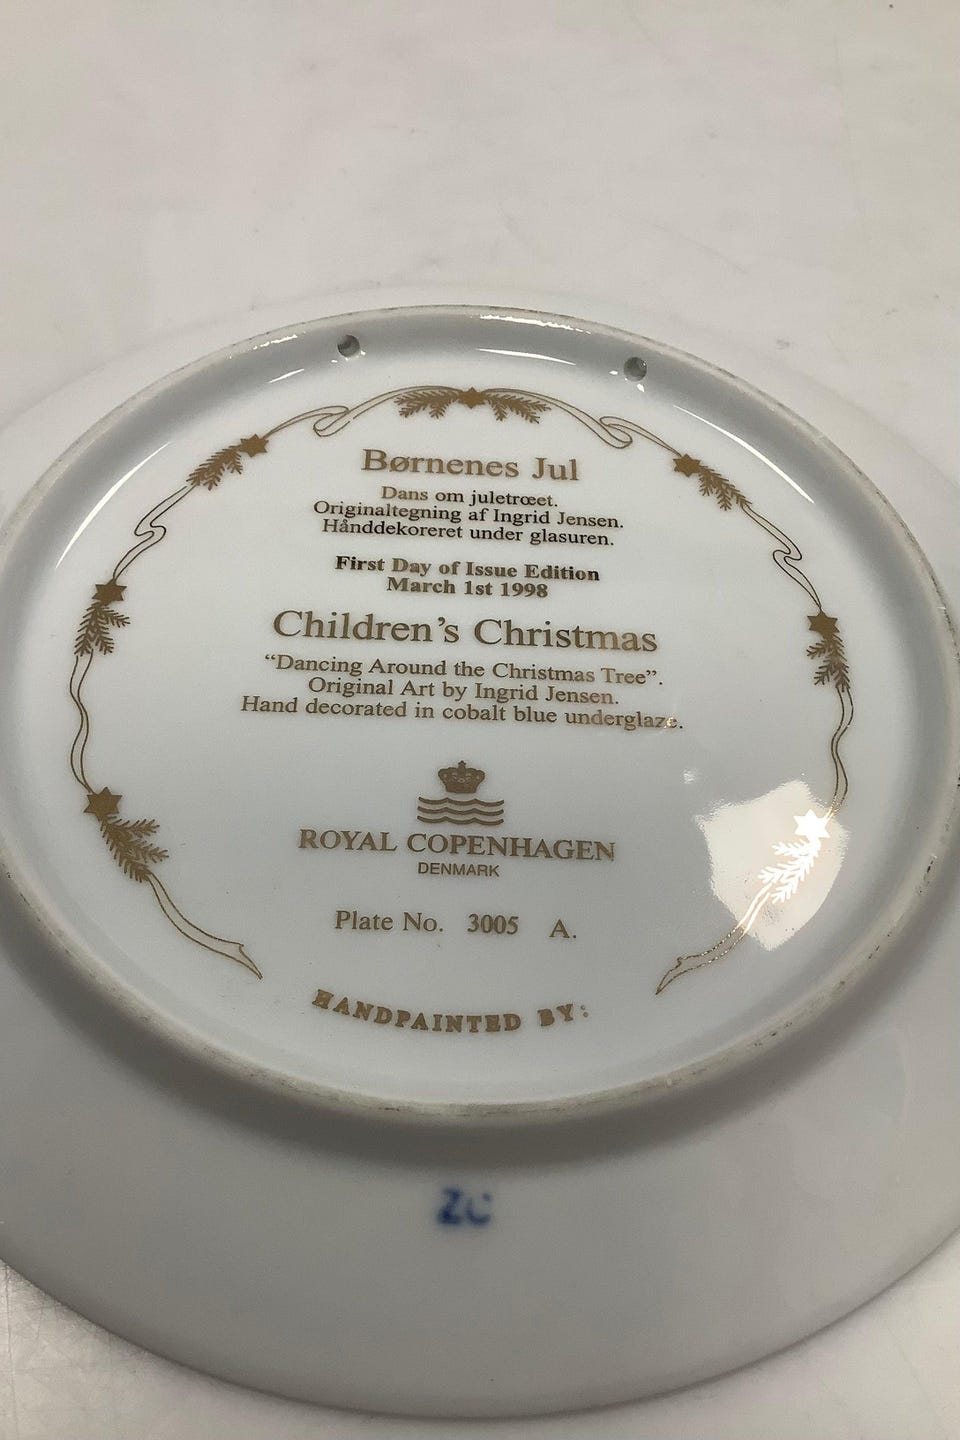 Børnenes Jul
Dans om juletræet.
Originaltegning af Ingrid Jensen.
Hånddekoreret under glasuren.
First Day of Issue Edition
March 1st 1998
Children's Christmas
“Dancing Around the Christmas Tree”.
Original Art by Ingrid Jensen.
Hand decorated in cobalt blue underglaze.
ROYAL COPENHAGEN
DENMARK
Plate No. 3005 A.
HANDPAINTED BY:
ZC